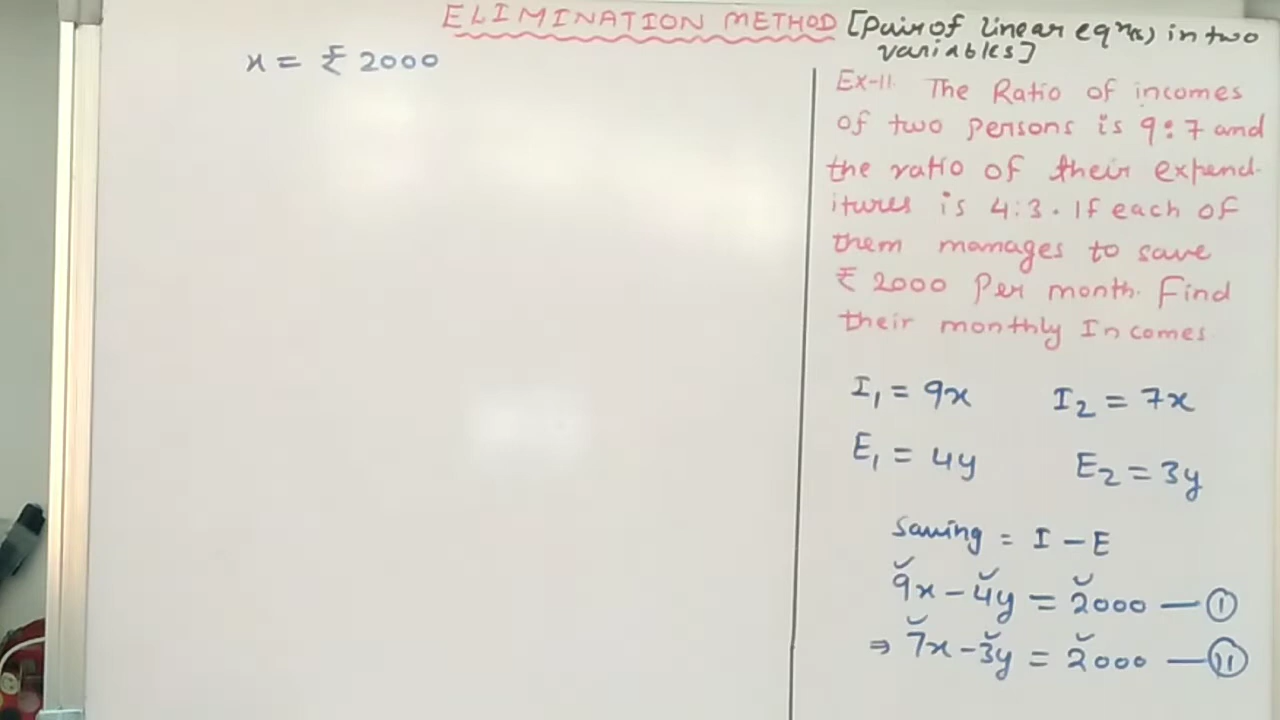 ELIMINATION METHOD [Pair of linear eqns) in two
variables]
x = ₹ 2000
Ex-11. The Ratio of incomes
of two persons is 9:7 and
the ratio of their expend-
itures is 4:3. If each of
them manages to save
₹ 2000 Per month. Find
their monthly Incomes
I₁ = 9x I₂ = 7x
E₁ = 4y E₂ = 3y
Saving = I - E
9x - 4y = 2000 — (I)
⇒ 7x - 3y = 2000 — (II)